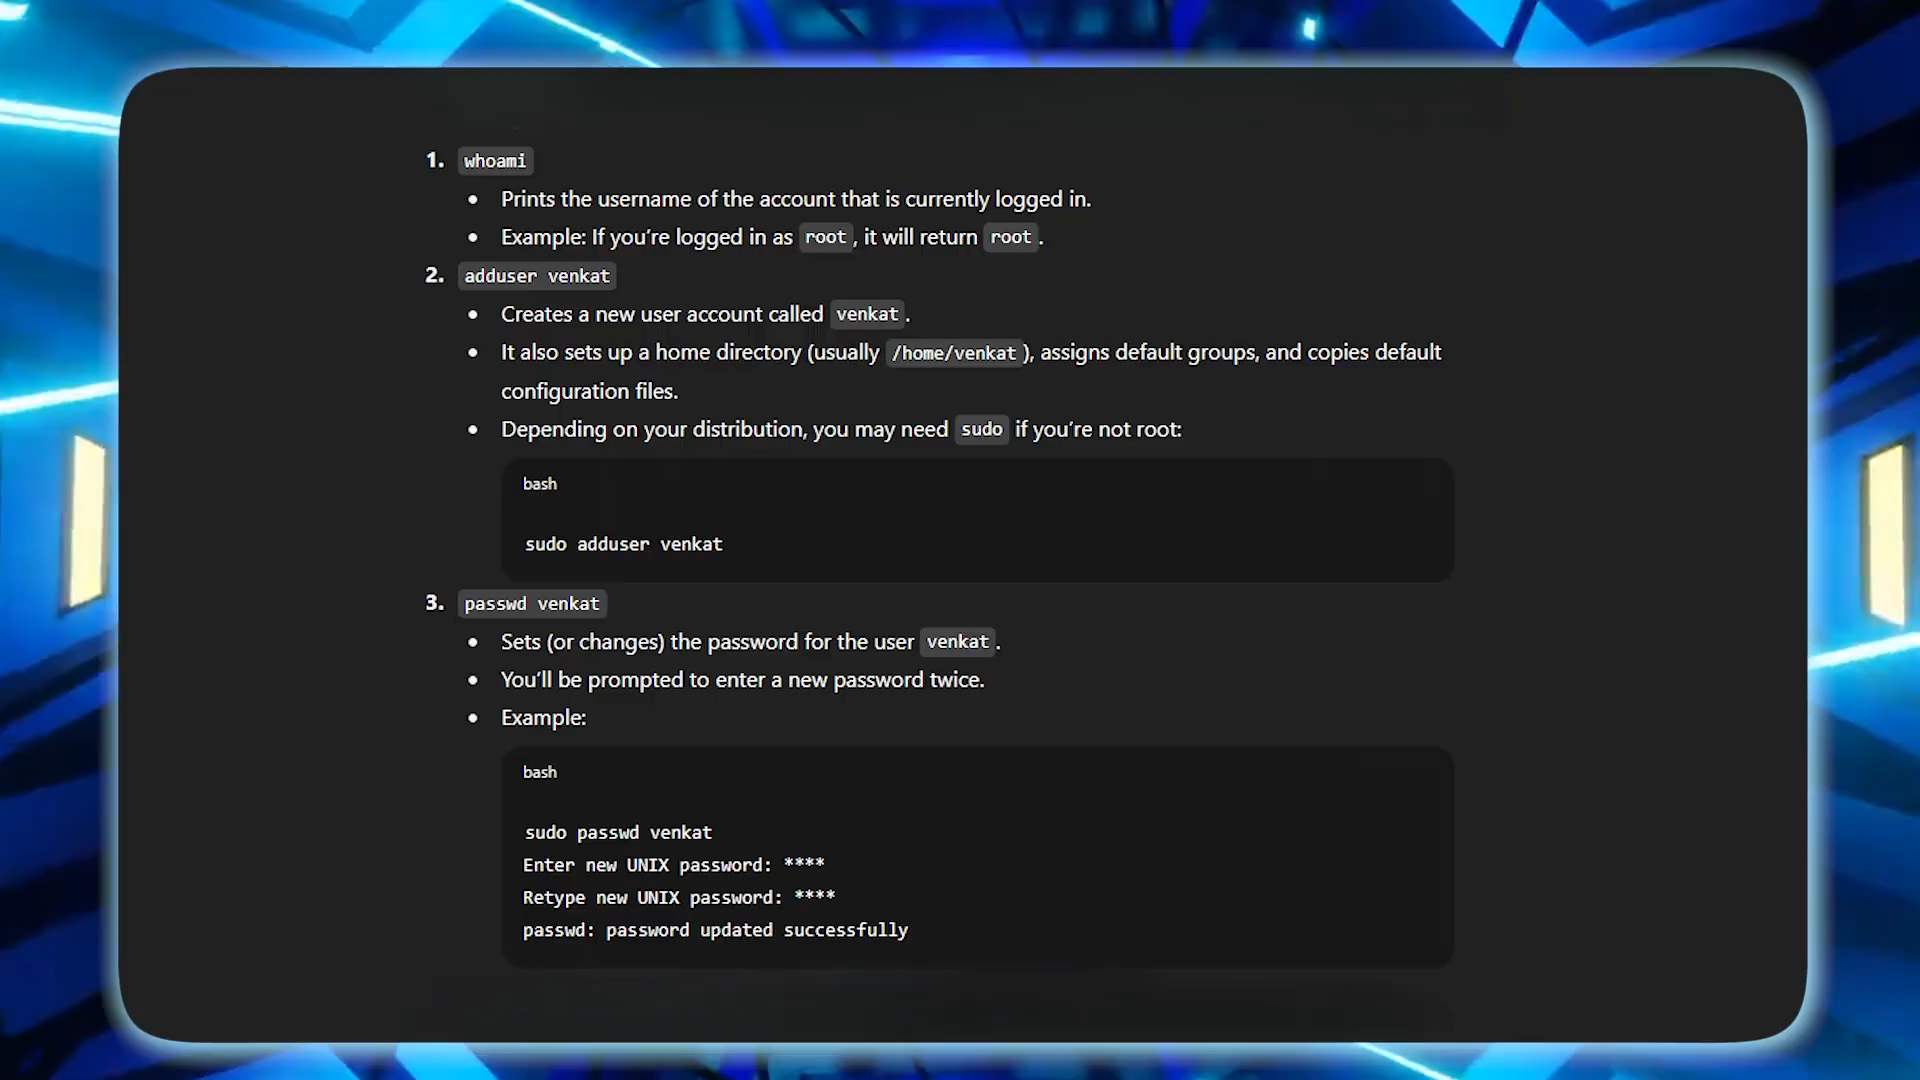 1. whoami
• Prints the username of the account that is currently logged in.
• Example: If you’re logged in as root, it will return root.
2. adduser venkat
• Creates a new user account called venkat.
• It also sets up a home directory (usually /home/venkat), assigns default groups, and copies default
configuration files.
• Depending on your distribution, you may need sudo if you’re not root:
bash
sudo adduser venkat
3. passwd venkat
• Sets (or changes) the password for the user venkat.
• You’ll be prompted to enter a new password twice.
• Example:
bash
sudo passwd venkat
Enter new UNIX password: ****
Retype new UNIX password: ****
passwd: password updated successfully